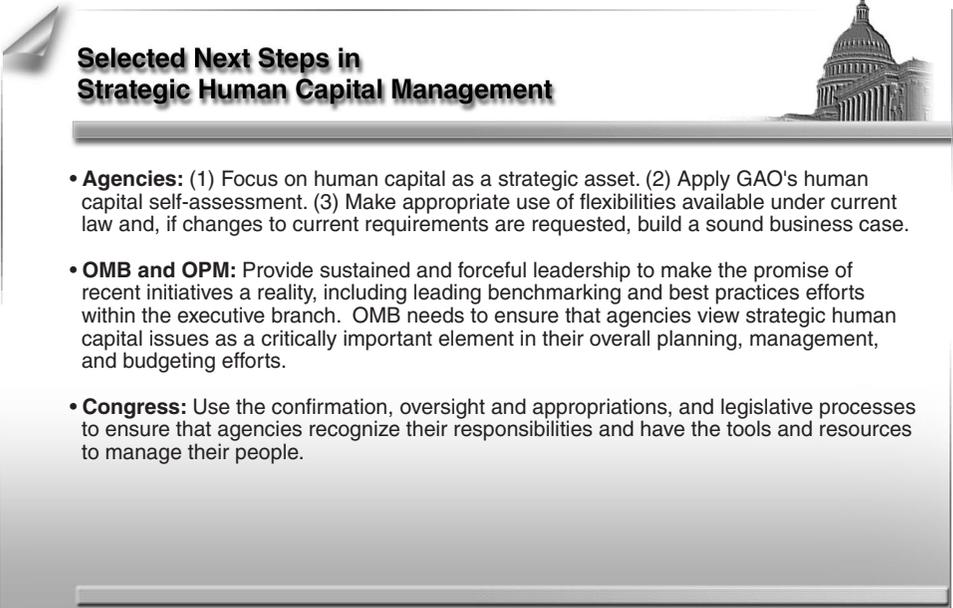 Selected Next Steps in
Strategic Human Capital Management
• Agencies: (1) Focus on human capital as a strategic asset. (2) Apply GAO's human
capital self-assessment. (3) Make appropriate use of flexibilities available under current
law and, if changes to current requirements are requested, build a sound business case.
• OMB and OPM: Provide sustained and forceful leadership to make the promise of
recent initiatives a reality, including leading benchmarking and best practices efforts
within the executive branch.  OMB needs to ensure that agencies view strategic human
capital issues as a critically important element in their overall planning, management,
and budgeting efforts.
• Congress: Use the confirmation, oversight and appropriations, and legislative processes
to ensure that agencies recognize their responsibilities and have the tools and resources
to manage their people.